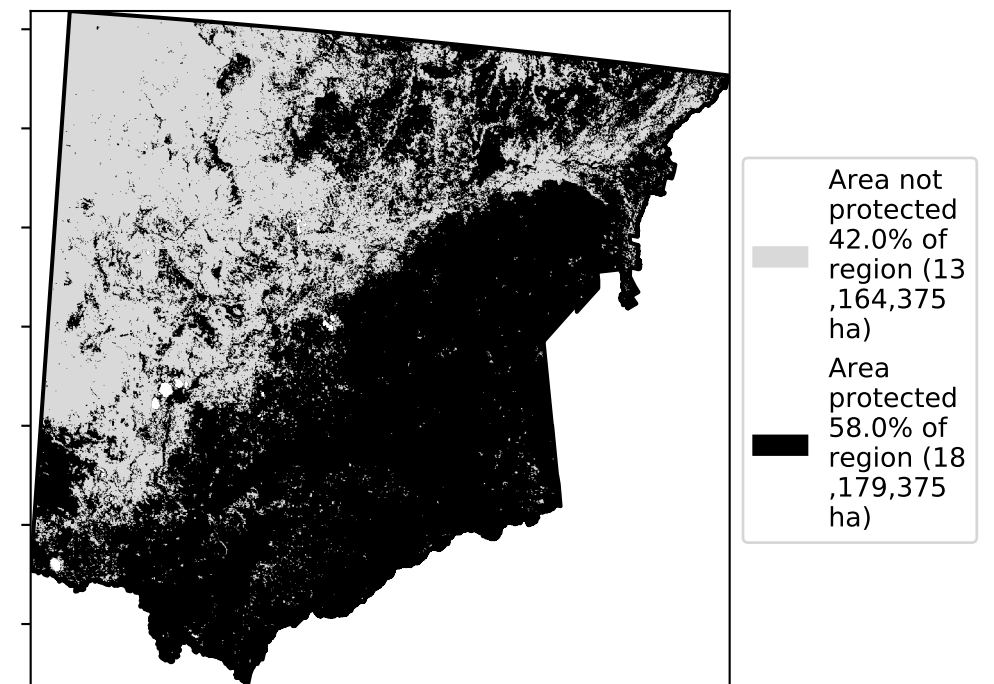 Area not
protected
42.0% of
region (13
,164,375
ha)
Area
protected
58.0% of
region (18
,179,375
ha)